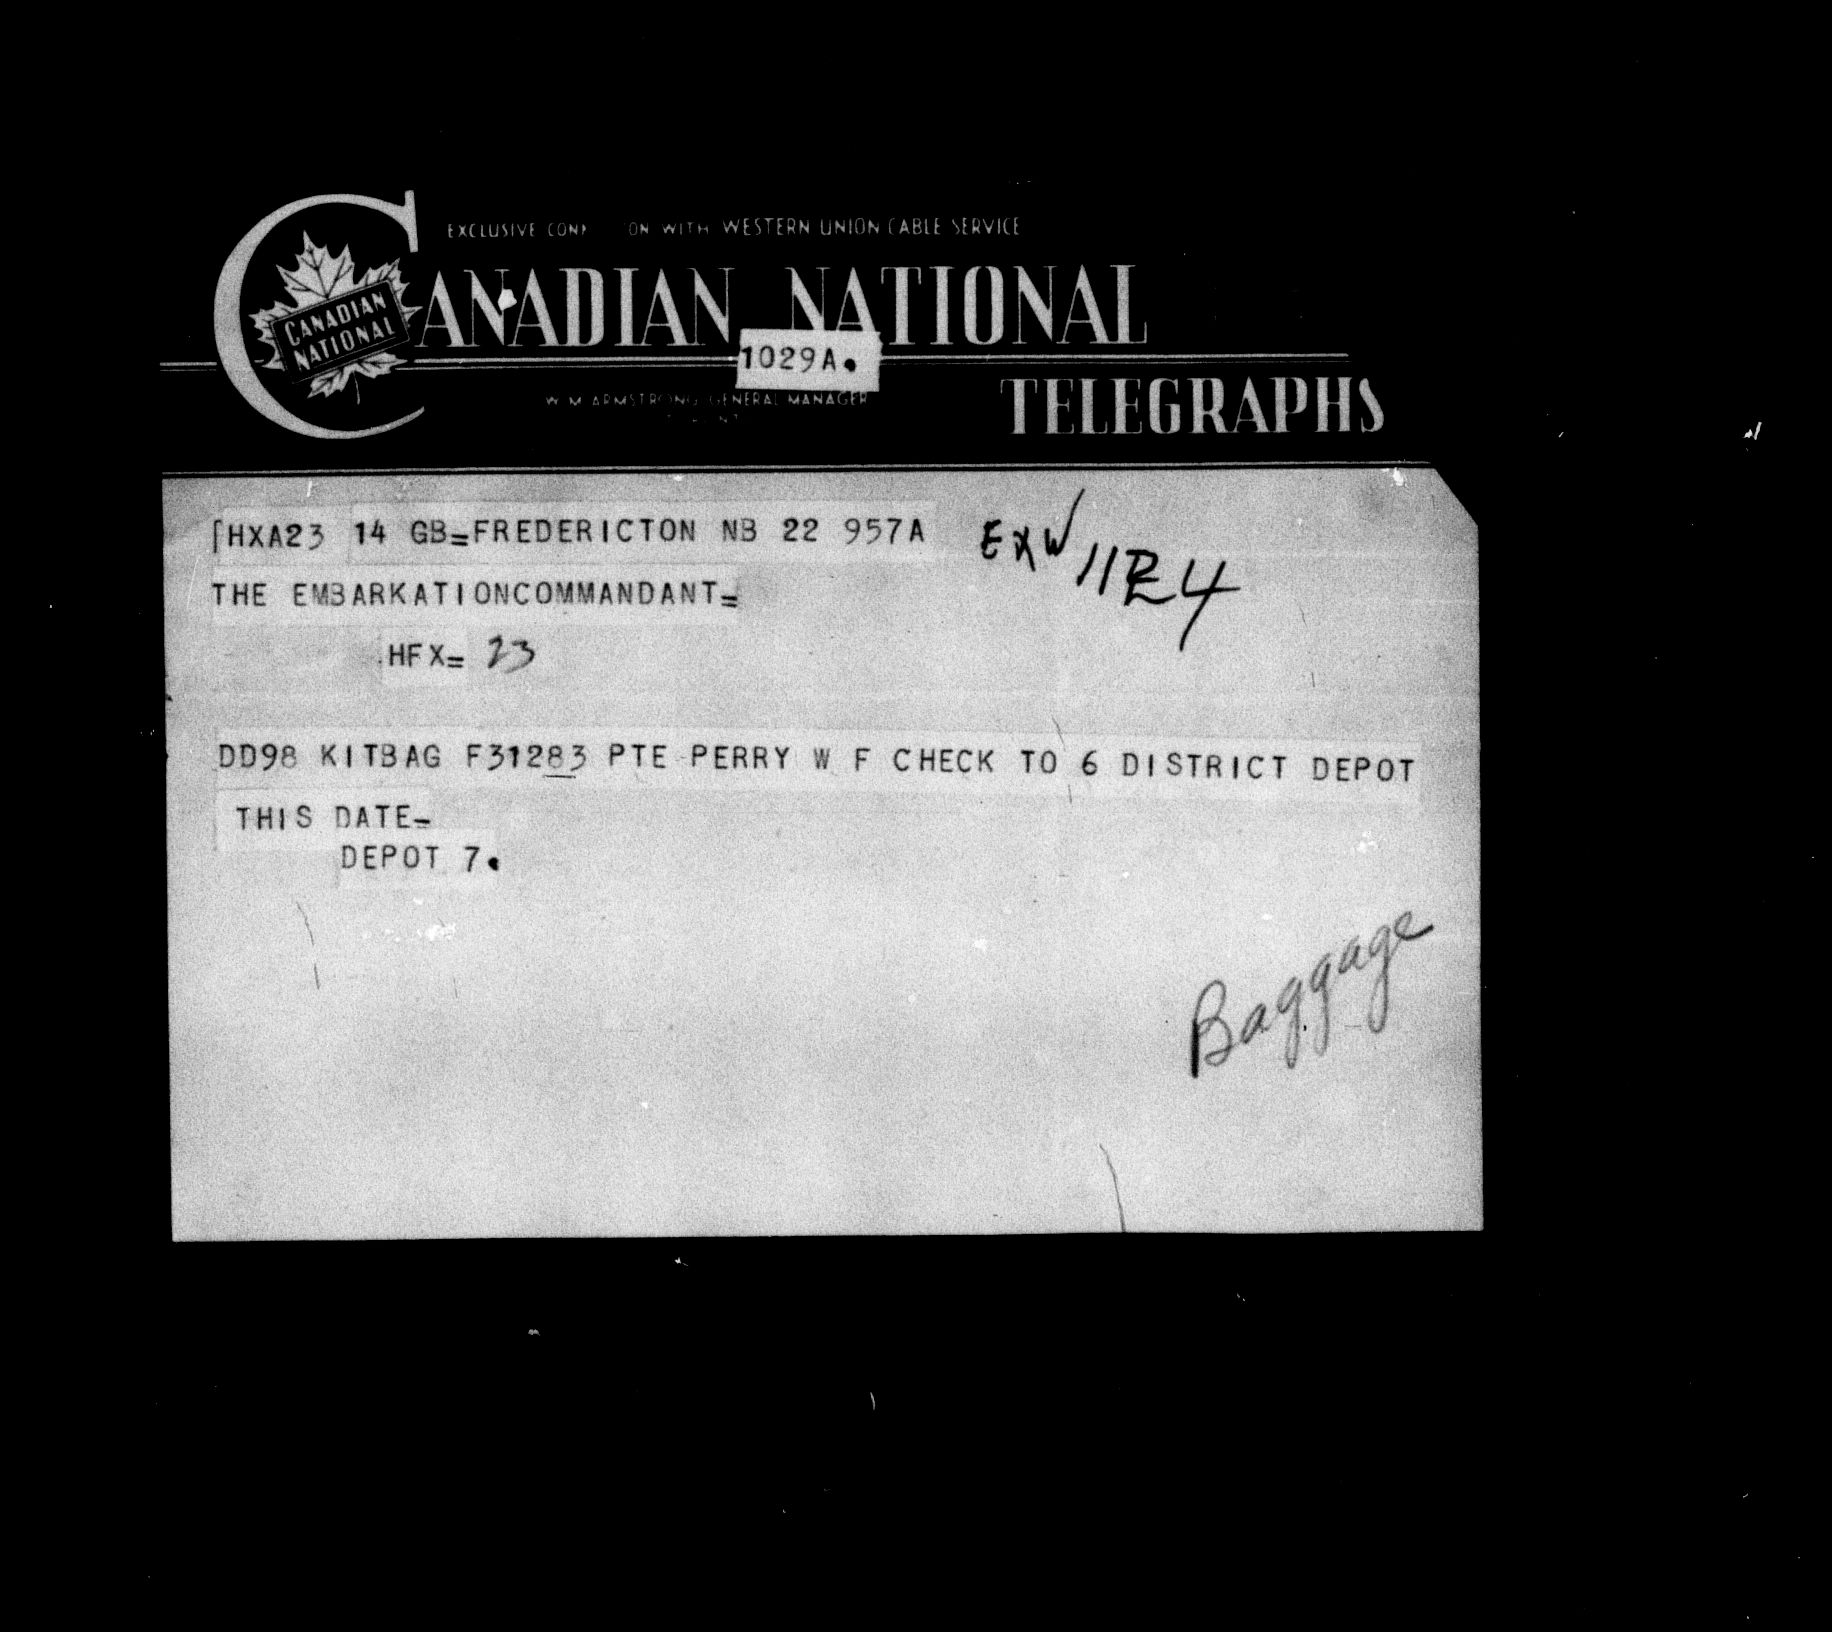 EXCLUSIVE CON ON WITH WESTERN UNION CABLE SERVICE
CANADIAN NATIONAL
CANADIAN
NATIONAL
1029A.
W M ARMSTRONG GENERAL MANAGER
TELEGRAPHS
HXA23 14 GB=FREDERICTON NB 22 957A
EXW
THE EMBARKATIONCOMMANDANT=
HFX= 23
DD98 KITBAG F31283 PTE PERRY W F CHECK TO 6 DISTRICT DEPOT
THIS DATE-
DEPOT 7.
Baggage